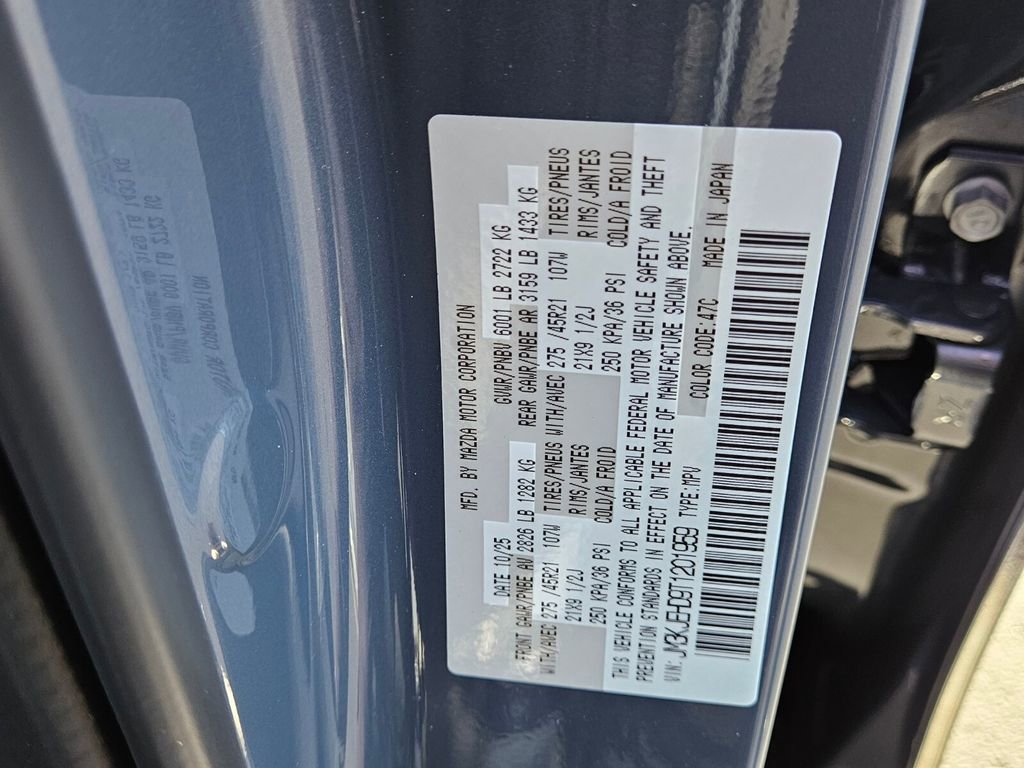 MFD. BY MAZDA MOTOR CORPORATION
DATE 10/25 GVWR/PNBV 6001 LB 2722 KG
FRONT GAWR/PNBE AV 2826 LB 1282 KG REAR GAWR/PNBE AR 3159 LB 1433 KG
WITH/AVEC 275 /45R21 107W TIRES/PNEUS WITH/AVEC 275 /45R21 107W TIRES/PNEUS
21X9 1/2J RIMS/JANTES 21X9 1/2J RIMS/JANTES
250 KPA/36 PSI COLD/A FROID 250 KPA/36 PSI COLD/A FROID
THIS VEHICLE CONFORMS TO ALL APPLICABLE FEDERAL MOTOR VEHICLE SAFETY AND THEFT
PREVENTION STANDARDS IN EFFECT ON THE DATE OF MANUFACTURE SHOWN ABOVE.
VIN: JM3KJEHD9T1201959 TYPE:MPV COLOR CODE:47C MADE IN JAPAN